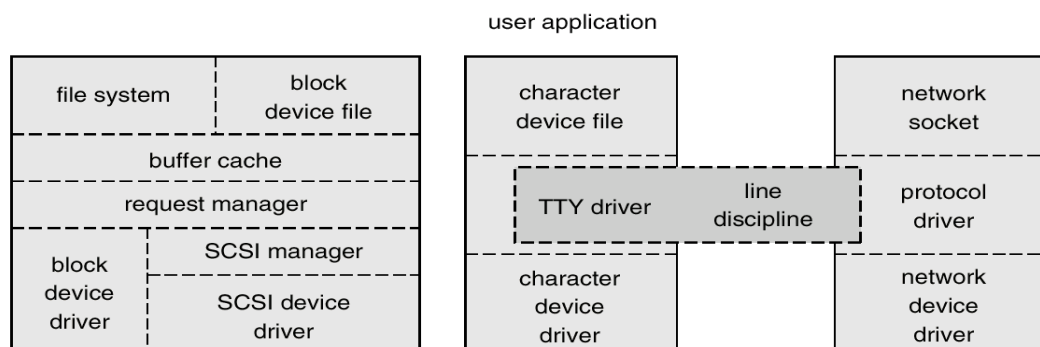 user application
file system
block
device file
buffer cache
request manager
block
device
driver
SCSI manager
SCSI device
driver
character
device file
TTY driver
line
discipline
character
device
driver
network
socket
protocol
driver
network
device
driver